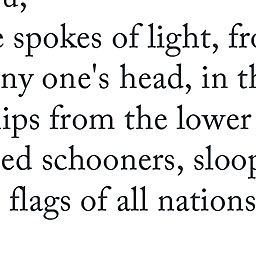 spokes of light, fr
ny one's head, in th
ips from the lower
ed schooners, sloop
flags of all nations